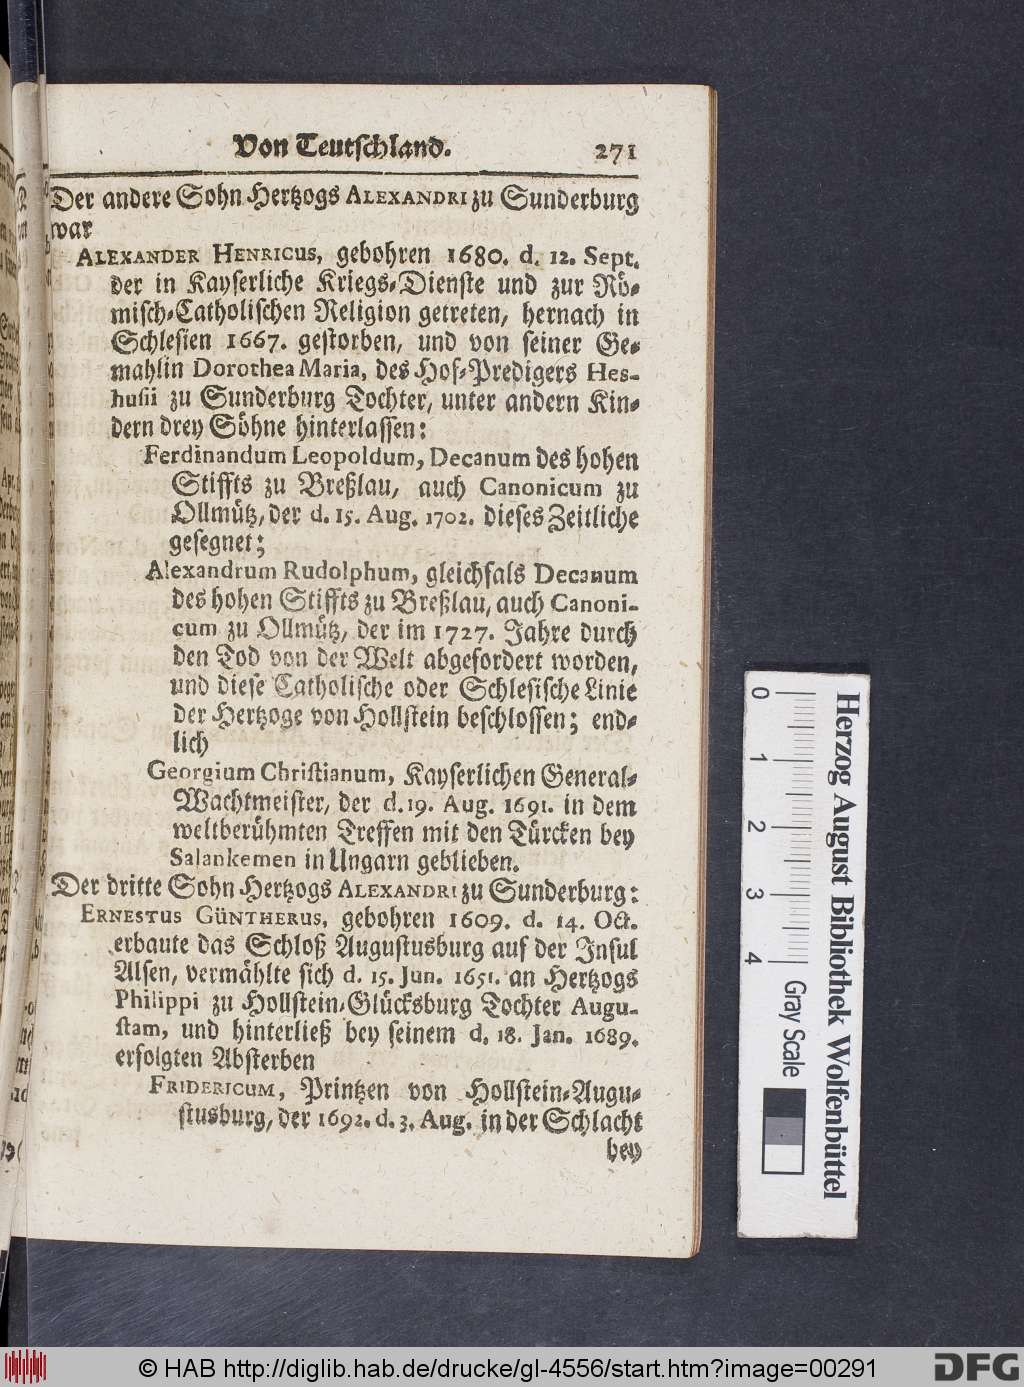 Von Teutschland. 271
Der andere Sohn Hertzogs ALEXANDRI zu Sunderburg
war
ALEXANDER HENRICUS, gebohren 1680. d. 12. Sept.
der in Kayserliche Kriegs-Dienste und zur Rö-
misch-Catholischen Religion getreten, hernach in
Schlesien 1667. gestorben, und von seiner Ge-
mahlin Dorothea Maria, des Hof-Predigers Hes-
husii zu Sunderburg Tochter, unter andern Kin-
dern drey Söhne hinterlassen:
Ferdinandum Leopoldum, Decanum des hohen
Stiffts zu Breßlau, auch Canonicum zu
Ollmütz, der d. 15. Aug. 1702. dieses Zeitliche
gesegnet;
Alexandrum Rudolphum, gleichfals Decanum
des hohen Stiffts zu Breßlau, auch Canoni-
cum zu Ollmütz, der im 1727. Jahre durch
den Tod von der Welt abgefordert worden,
und diese Catholische oder Schlesische Linie
der Hertzoge von Hollstein beschlossen; end-
lich
Georgium Christianum, Kayserlichen General-
Wachtmeister, der d. 19. Aug. 1691. in dem
weltberühmten Treffen mit den Türcken bey
Salankemen in Ungarn geblieben.
Der dritte Sohn Hertzogs ALEXANDRI zu Sunderburg:
ERNESTUS GÜNTHERUS, gebohren 1609. d. 14. Oct.
erbaute das Schloß Augustusburg auf der Insul
Alsen, vermählte sich d. 15. Jun. 1651. an Hertzogs
Philippi zu Hollstein-Glücksburg Tochter Augu-
stam, und hinterließ bey seinem d. 18. Jan. 1689.
erfolgten Absterben
FRIDERICUM, Printzen von Hollstein-Augu-
stusburg, der 1692. d. 3. Aug. in der Schlacht
bey
0 1 2 3 4
Gray Scale
Herzog August Bibliothek Wolfenbüttel
© HAB http://diglib.hab.de/drucke/gl-4556/start.htm?image=00291
DFG